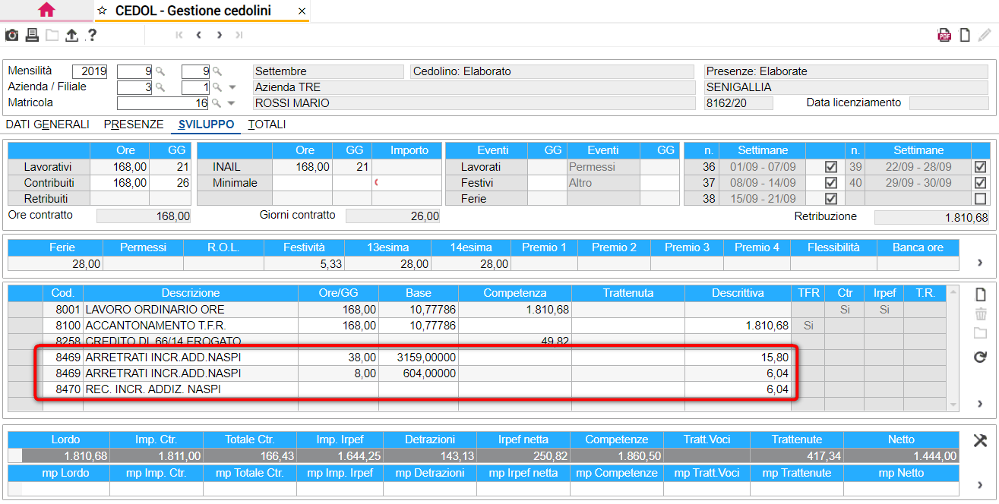 CEDOL - Gestione cedolini
Mensilità 2019 9 9 Settembre Cedolino: Elaborato Presenze: Elaborate
Azienda / Filiale 3 1 Azienda TRE SENIGALLIA
Matricola 16 ROSSI MARIO 8162/20 Data licenziamento
DATI GENERALI PRESENZE SVILUPPO TOTALI
Ore GG Ore GG Importo Eventi GG Eventi GG n. Settimane n. Settimane
Lavorativi 168,00 21 INAIL 168,00 21 Lavorati Permessi 36 01/09 - 07/09 39 22/09 - 28/09
Contribuiti 168,00 26 Minimale Festivi Altro 37 08/09 - 14/09 40 29/09 - 30/09
Retribuiti Ferie 38 15/09 - 21/09
Ore contratto 168,00 Giorni contratto 26,00 Retribuzione 1.810,68
Ferie Permessi R.O.L. Festività 13esima 14esima Premio 1 Premio 2 Premio 3 Premio 4 Flessibilità Banca ore
28,00 5,33 28,00 28,00
Cod. Descrizione Ore/GG Base Competenza Trattenuta Descrittiva TFR Ctr Irpef T.R.
8001 LAVORO ORDINARIO ORE 168,00 10,77786 1.810,68 Si Si
8100 ACCANTONAMENTO T.F.R. 168,00 10,77786 1.810,68 Si
8258 CREDITO DL 66/14 EROGATO 49,82
8469 ARRETRATI INCR.ADD.NASPI 38,00 3159,00000 15,80
8469 ARRETRATI INCR.ADD.NASPI 8,00 604,00000 6,04
8470 REC. INCR. ADDIZ. NASPI 6,04
Lordo Imp. Ctr. Totale Ctr. Imp. Irpef Detrazioni Irpef netta Competenze Tratt.Voci Trattenute Netto
1.810,68 1.811,00 166,43 1.644,25 143,13 250,82 1.860,50 417,34 1.444,00
mp Lordo mp Imp. Ctr. mp Totale Ctr. mp Imp. Irpef mp Detrazioni mp Irpef netta mp Competenze mp Tratt.Voci mp Trattenute mp Netto